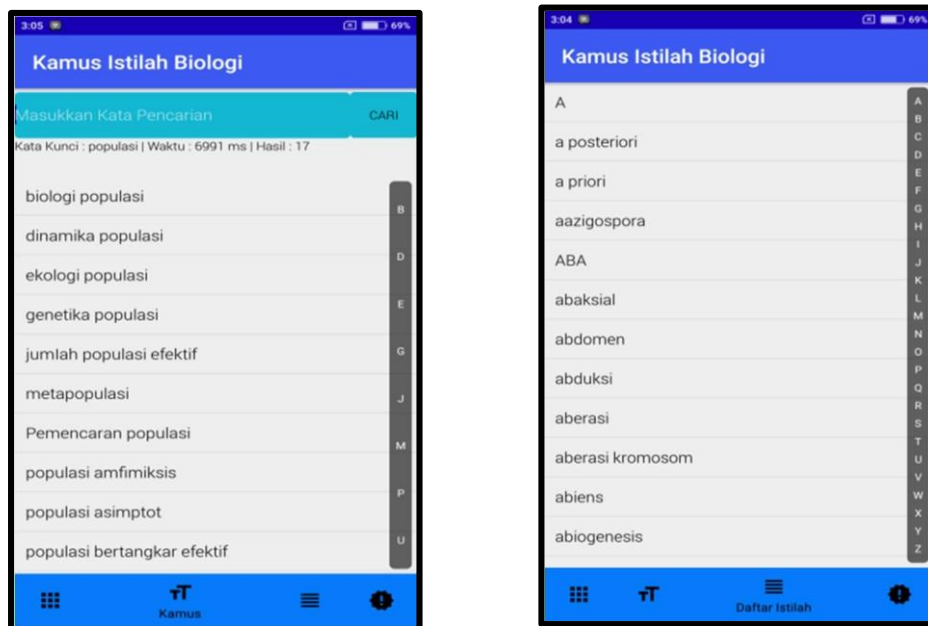 3:05
69%
Kamus Istilah Biologi
Masukkan Kata Pencarian
CARI
Kata Kunci : populasi | Waktu : 6991 ms | Hasil : 17
biologi populasi
dinamika populasi
ekologi populasi
genetika populasi
jumlah populasi efektif
metapopulasi
Pemencaran populasi
populasi amfimiksis
populasi asimptot
populasi bertangkar efektif
B
D
E
G
J
M
P
U
Kamus
3:04
69%
Kamus Istilah Biologi
A
a posteriori
a priori
aazigospora
ABA
abaksial
abdomen
abduksi
aberasi
aberasi kromosom
abiens
abiogenesis
A
B
C
D
E
F
G
H
I
J
K
L
M
N
O
P
Q
R
S
T
U
V
W
X
Y
Z
Daftar Istilah